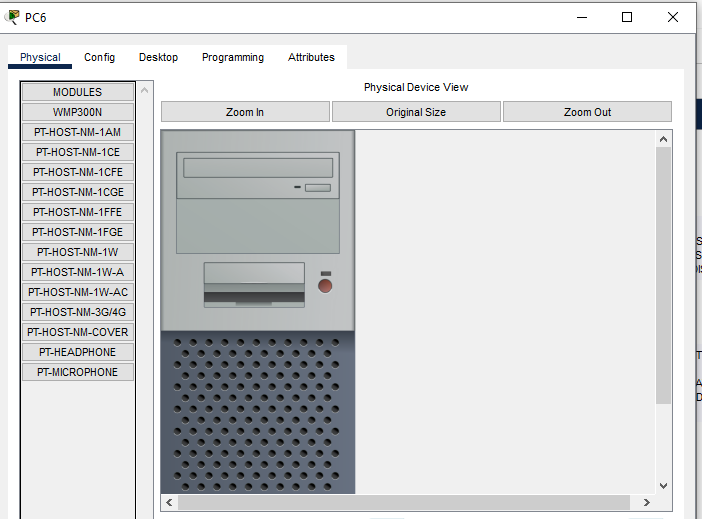 PC6
Physical Config Desktop Programming Attributes
MODULES
WMP300N
PT-HOST-NM-1AM
PT-HOST-NM-1CE
PT-HOST-NM-1CFE
PT-HOST-NM-1CGE
PT-HOST-NM-1FFE
PT-HOST-NM-1FGE
PT-HOST-NM-1W
PT-HOST-NM-1W-A
PT-HOST-NM-1W-AC
PT-HOST-NM-3G/4G
PT-HOST-NM-COVER
PT-HEADPHONE
PT-MICROPHONE
Physical Device View
Zoom In Original Size Zoom Out